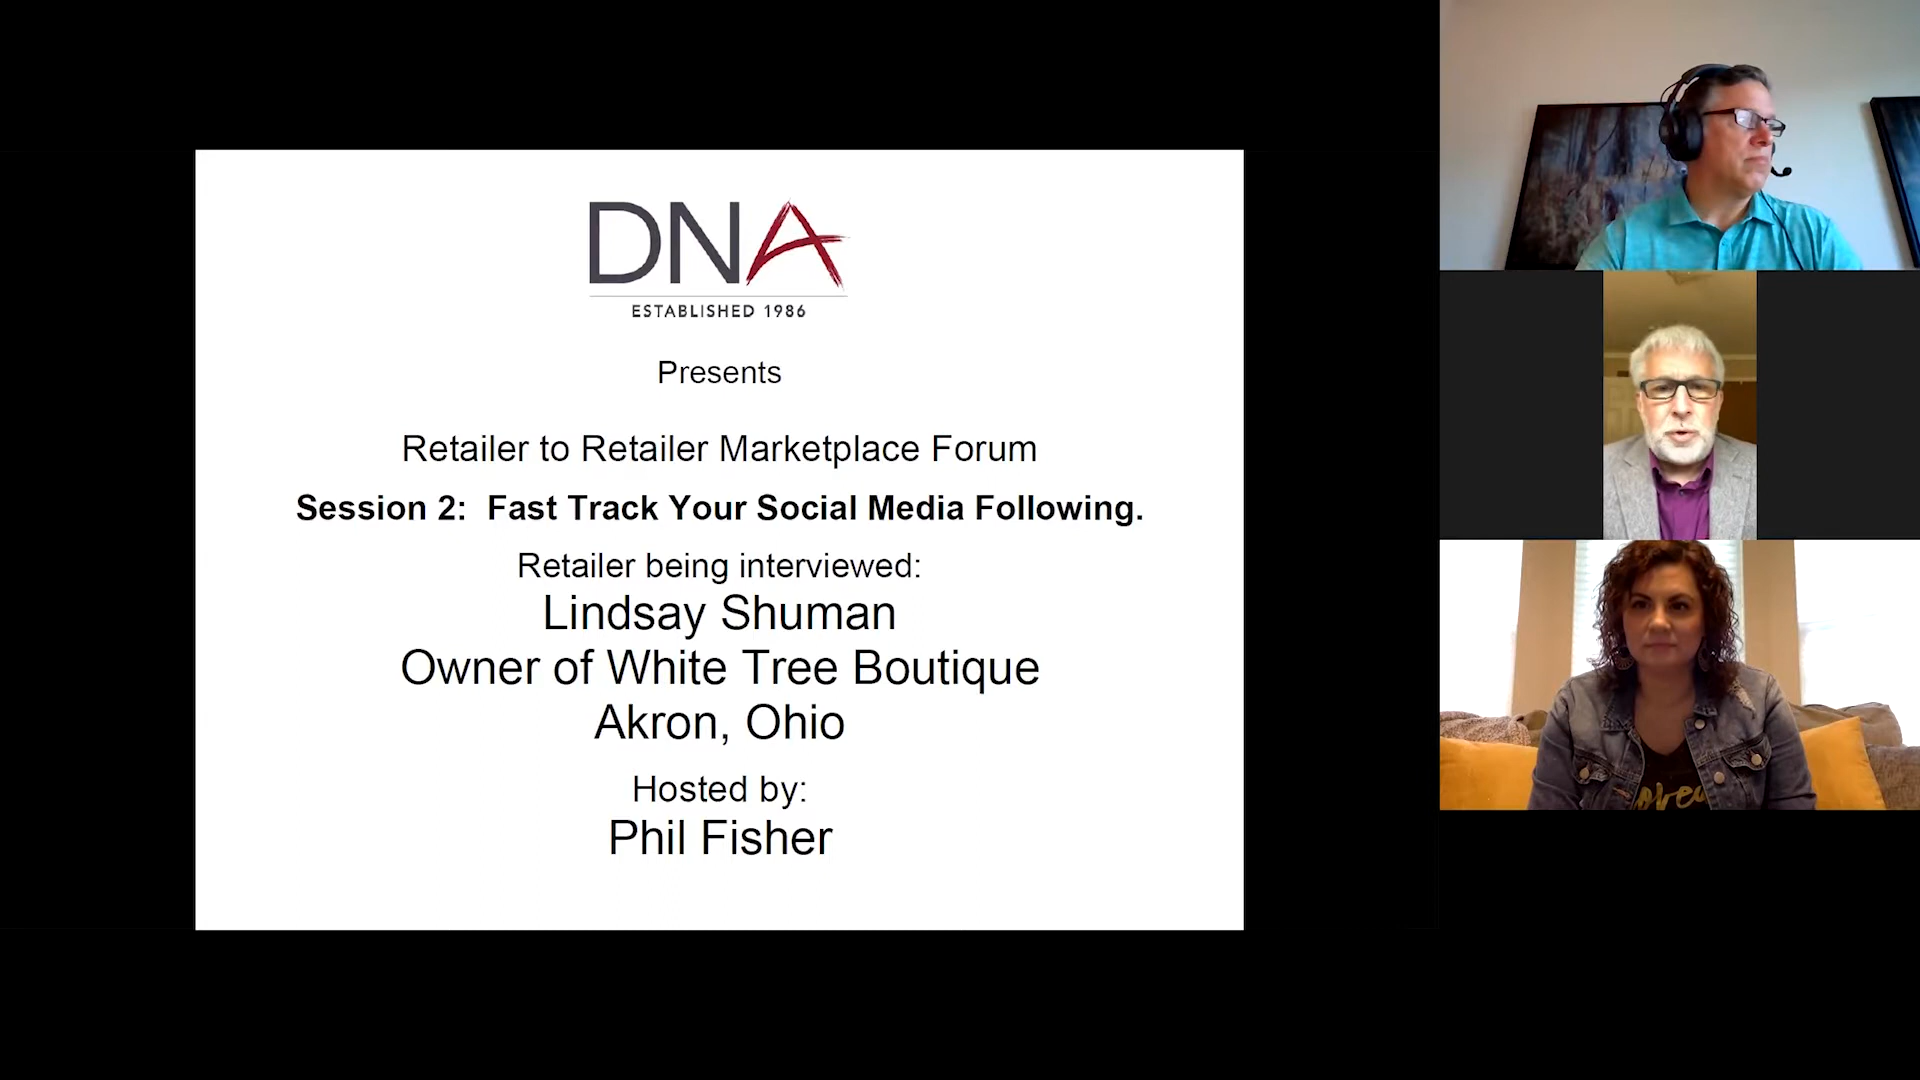 DNA
ESTABLISHED 1986
Presents
Retailer to Retailer Marketplace Forum
Session 2:  Fast Track Your Social Media Following.
Retailer being interviewed:
Lindsay Shuman
Owner of White Tree Boutique
Akron, Ohio
Hosted by:
Phil Fisher